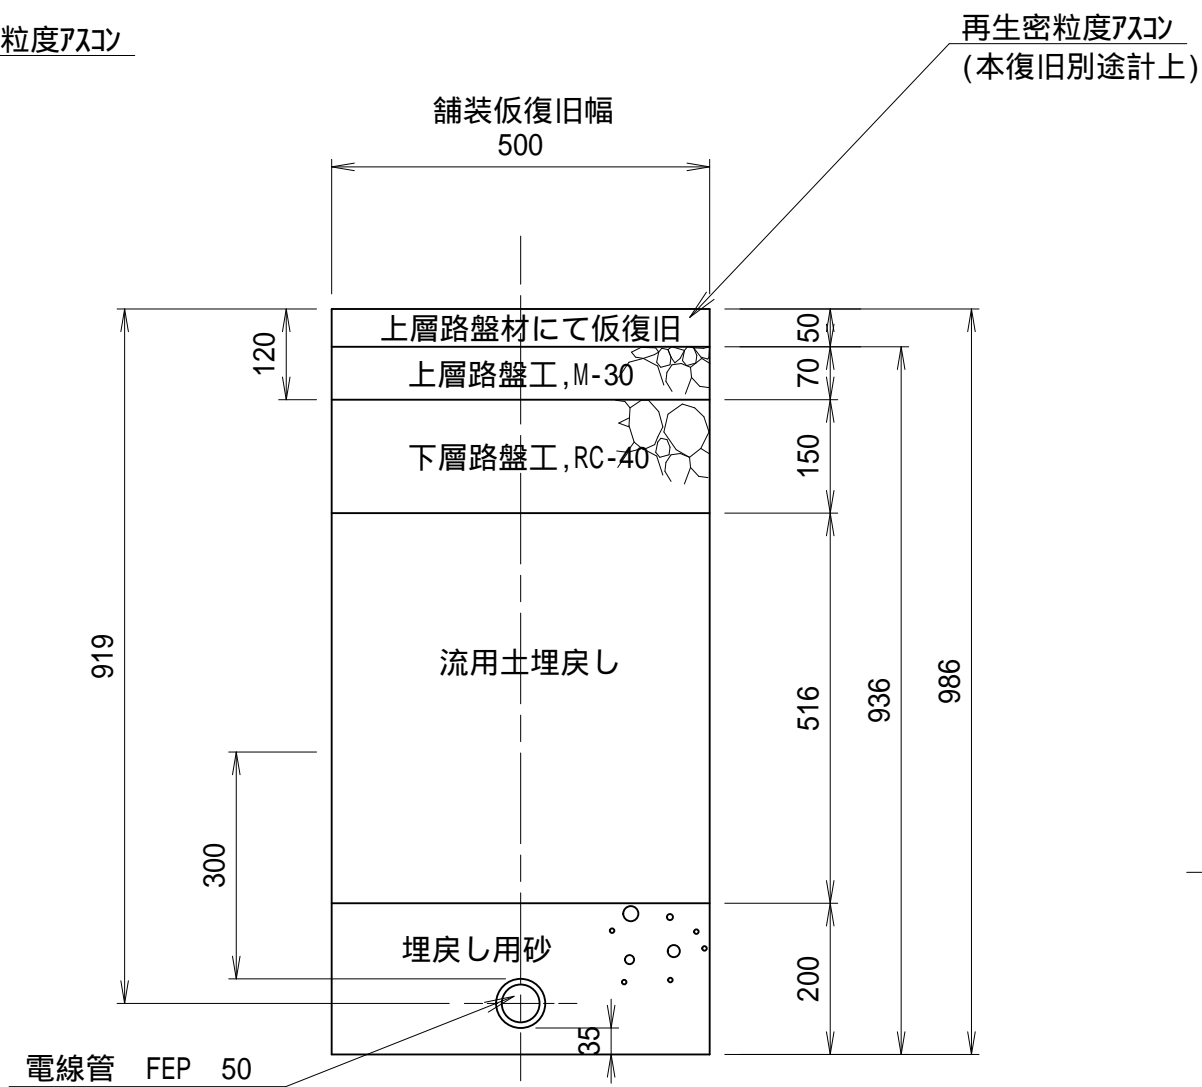 粒度アスコン
再生密粒度アスコン
(本復旧別途計上)
舗装仮復旧幅
500
上層路盤材にて仮復旧
50
120
上層路盤工,M-30
70
下層路盤工,RC-40
150
919
流用土埋戻し
516
936
986
300
埋戻し用砂
200
35
電線管 FEP 50